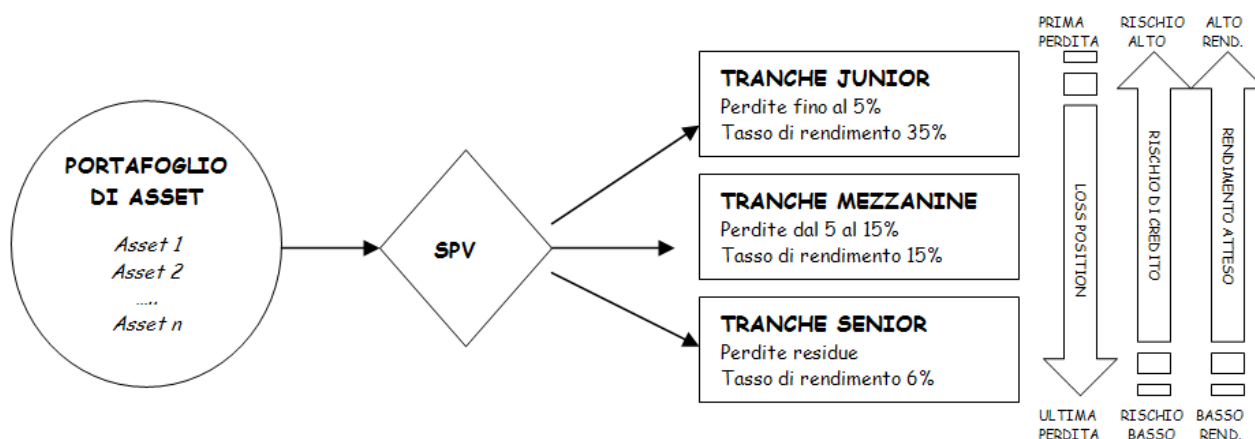 PORTAFOGLIO
DI ASSET
Asset 1
Asset 2
.....
Asset n
SPV
TRANCHE JUNIOR
Perdite fino al 5%
Tasso di rendimento 35%
TRANCHE MEZZANINE
Perdite dal 5 al 15%
Tasso di rendimento 15%
TRANCHE SENIOR
Perdite residue
Tasso di rendimento 6%
PRIMA
PERDITA
LOSS POSITION
ULTIMA
PERDITA
RISCHIO
ALTO
RISCHIO DI CREDITO
RISCHIO
BASSO
ALTO
REND.
RENDIMENTO ATTESO
BASSO
REND.